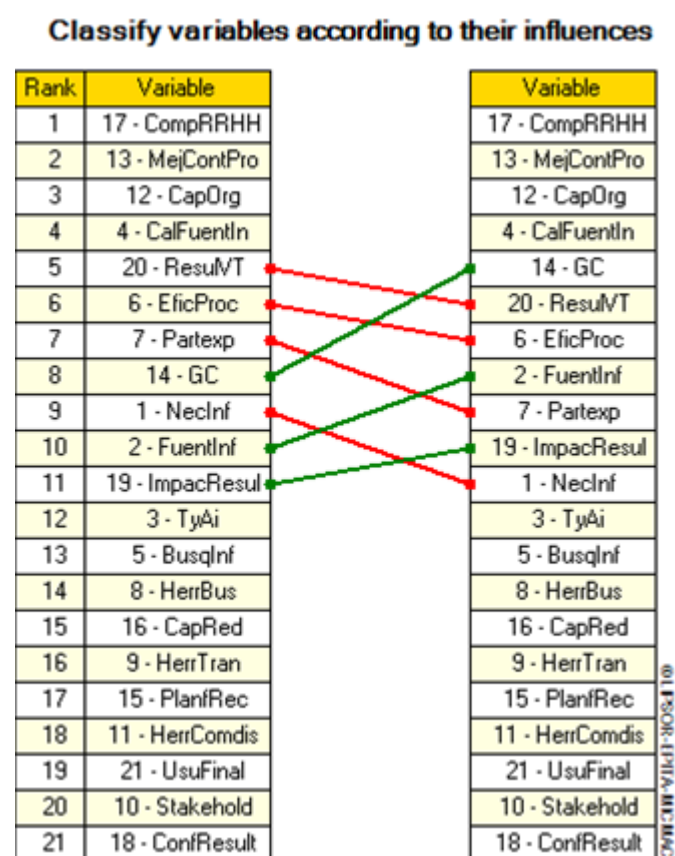 Classify variables according to their influences
Rank Variable Variable
1 17 - CompRRHH 17 - CompRRHH
2 13 - MejContPro 13 - MejContPro
3 12 - CapOrg 12 - CapOrg
4 4 - CalFuentIn 4 - CalFuentIn
5 20 - ResulVT 14 - GC
6 6 - EficProc 20 - ResulVT
7 7 - Partexp 6 - EficProc
8 14 - GC 2 - FuentInf
9 1 - NecInf 7 - Partexp
10 2 - FuentInf 19 - ImpacResul
11 19 - ImpacResul 1 - NecInf
12 3 - TyAi 3 - TyAi
13 5 - BusqInf 5 - BusqInf
14 8 - HerrBus 8 - HerrBus
15 16 - CapRed 16 - CapRed
16 9 - HerrTran 9 - HerrTran
17 15 - PlanfRec 15 - PlanfRec
18 11 - HerrComdis 11 - HerrComdis
19 21 - UsuFinal 21 - UsuFinal
20 10 - Stakehold 10 - Stakehold
21 18 - ConfResult 18 - ConfResult
© LIPSOR-EPITA-MICMAC